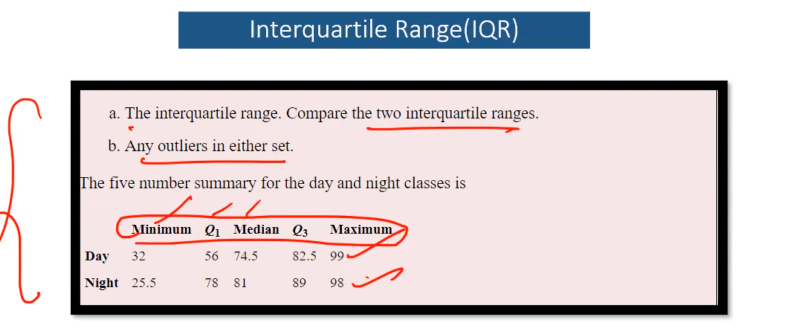 Interquartile Range(IQR)
a. The interquartile range. Compare the two interquartile ranges.
b. Any outliers in either set.
The five number summary for the day and night classes is
Minimum Q1 Median Q3 Maximum
Day 32 56 74.5 82.5 99
Night 25.5 78 81 89 98